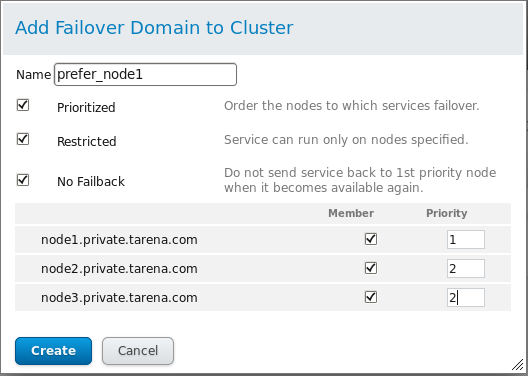 Add Failover Domain to Cluster
Name prefer_node1
Prioritized Order the nodes to which services failover.
Restricted Service can run only on nodes specified.
No Failback Do not send service back to 1st priority node
when it becomes available again.
Member Priority
node1.private.tarena.com 1
node2.private.tarena.com 2
node3.private.tarena.com 2
Create Cancel